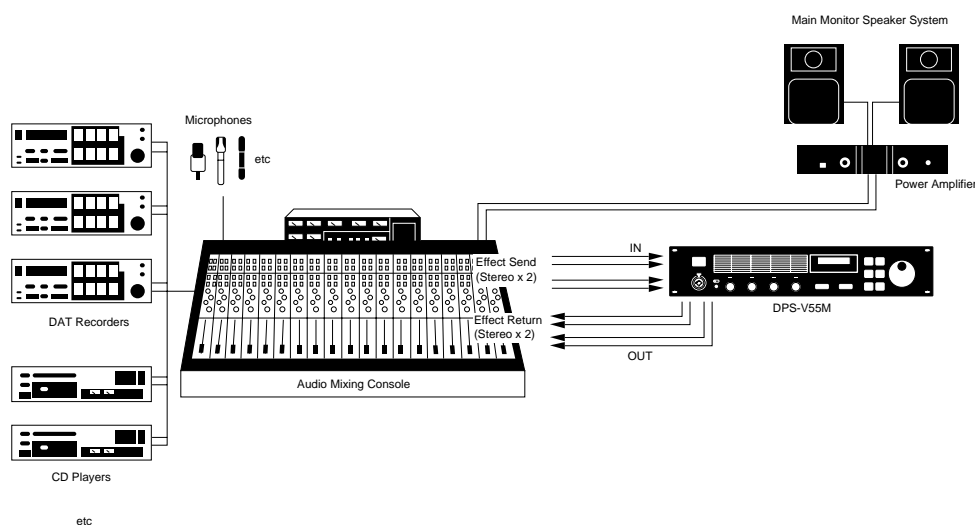 Main Monitor Speaker System
Microphones
etc
Power Amplifier
IN
Effect Send
(Stereo x 2)
DPS-V55M
DAT Recorders
Effect Return
(Stereo x 2)
OUT
Audio Mixing Console
CD Players
etc